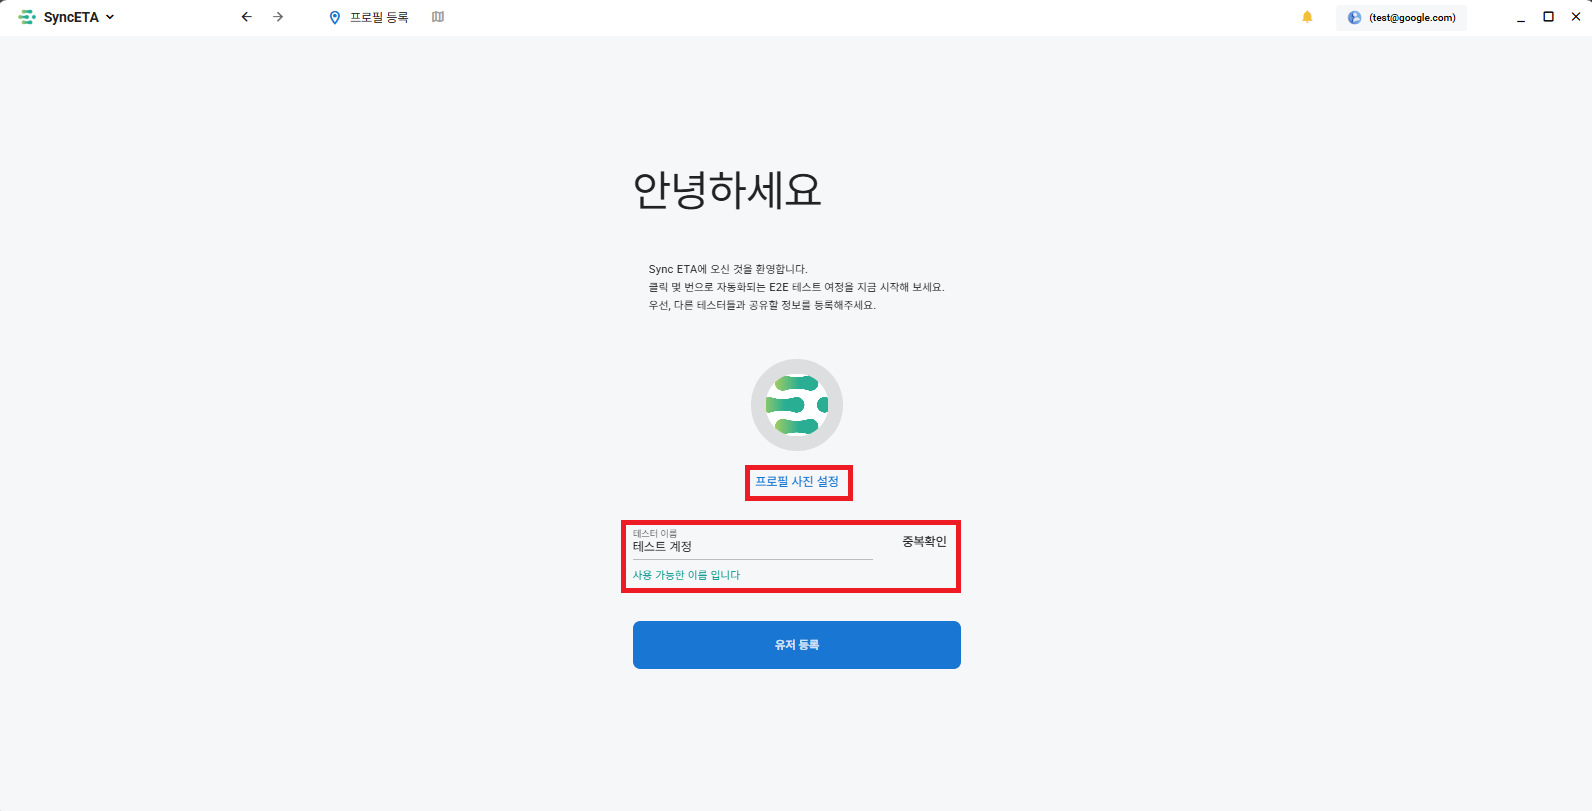 SyncETA
프로필 등록
(test@google.com)
안녕하세요
Sync ETA에 오신 것을 환영합니다.
클릭 몇 번으로 자동화되는 E2E 테스트 여정을 지금 시작해 보세요.
우선, 다른 테스터들과 공유할 정보를 등록해주세요.
프로필 사진 설정
테스터 이름
테스트 계정
중복확인
사용 가능한 이름 입니다
유저 등록